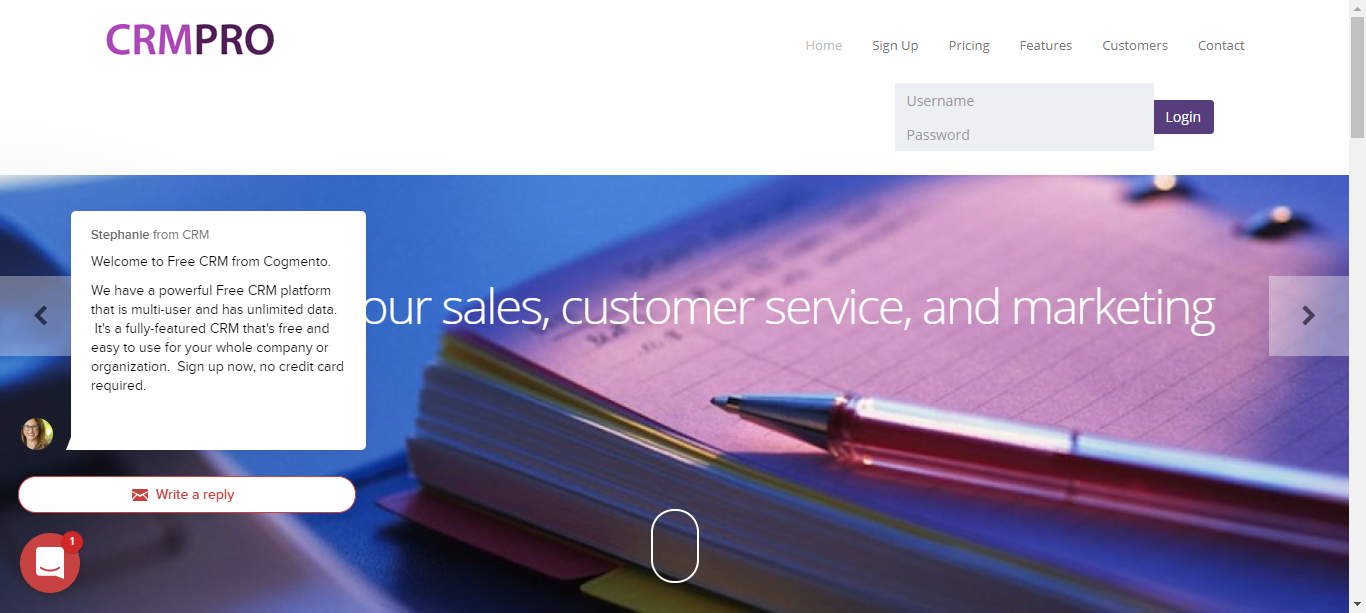 CRMPRO
Home Sign Up Pricing Features Customers Contact
Username
Password
Login
Stephanie from CRM
Welcome to Free CRM from Cogmento.
We have a powerful Free CRM platform
that is multi-user and has unlimited data.
It's a fully-featured CRM that's free and
easy to use for your whole company or
organization. Sign up now, no credit card
required.
our sales, customer service, and marketing
Write a reply
1